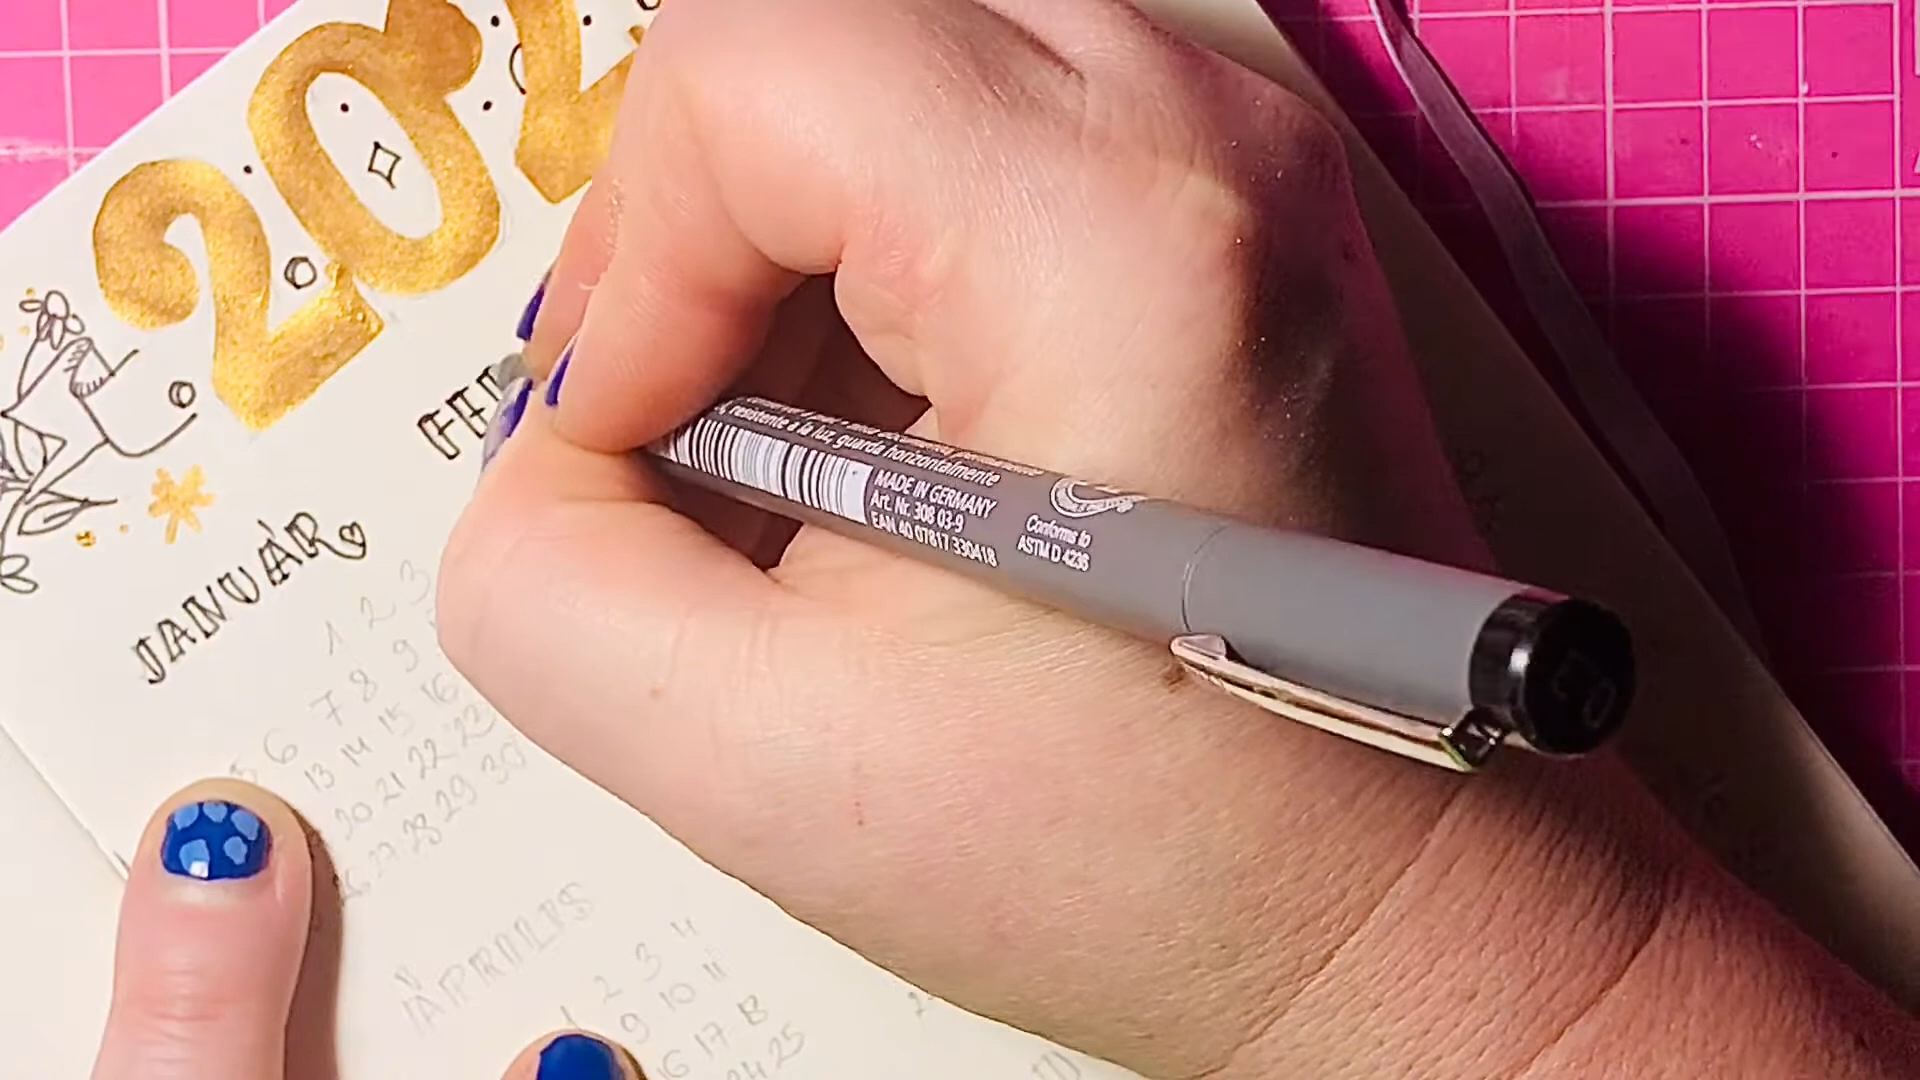 202
JANUÁR
FEB
1 2 3
6 7 8 9
13 14 15 16
20 21 22 23
26 27 28 29 30
ÁPRILIS
1 2 3 4
9 10 11
16 17 18
24 25
resistente a la luz, guarda horizontalmente
MADE IN GERMANY
Art. Nr. 308 03-9
EAN 40 07817 330418
Conforms to
ASTM D 4236